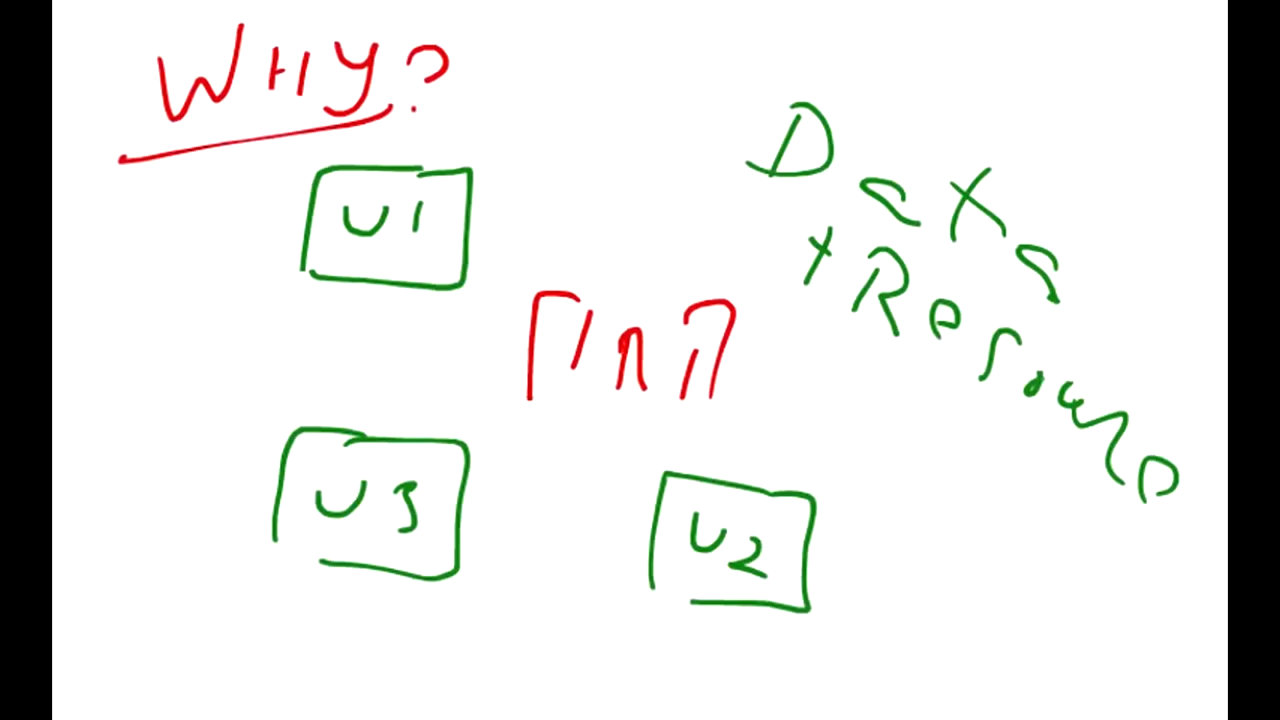 WHY?
U1
Data
+Resource
U3
U2